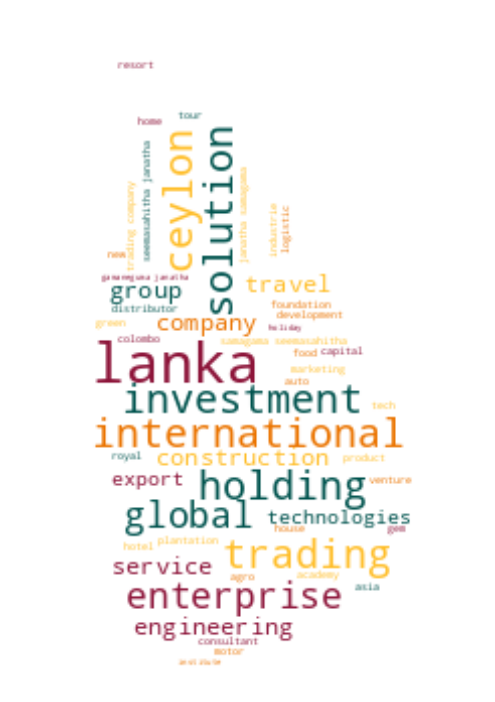 resort
tour
home
ceylon
solution
seemasahitha janatha
trading company
janatha samagama
industrie
logistic
new
gamameguna janatha
group
travel
distributor
foundation
development
green
company
holiday
colombo
samagama seemasahitha
lanka
food
capital
marketing
auto
investment
tech
international
royal
construction
product
export
holding
venture
global
technologies
house
gem
hotel
plantation
trading
service
agro
academy
asia
enterprise
engineering
consultant
motor
institute